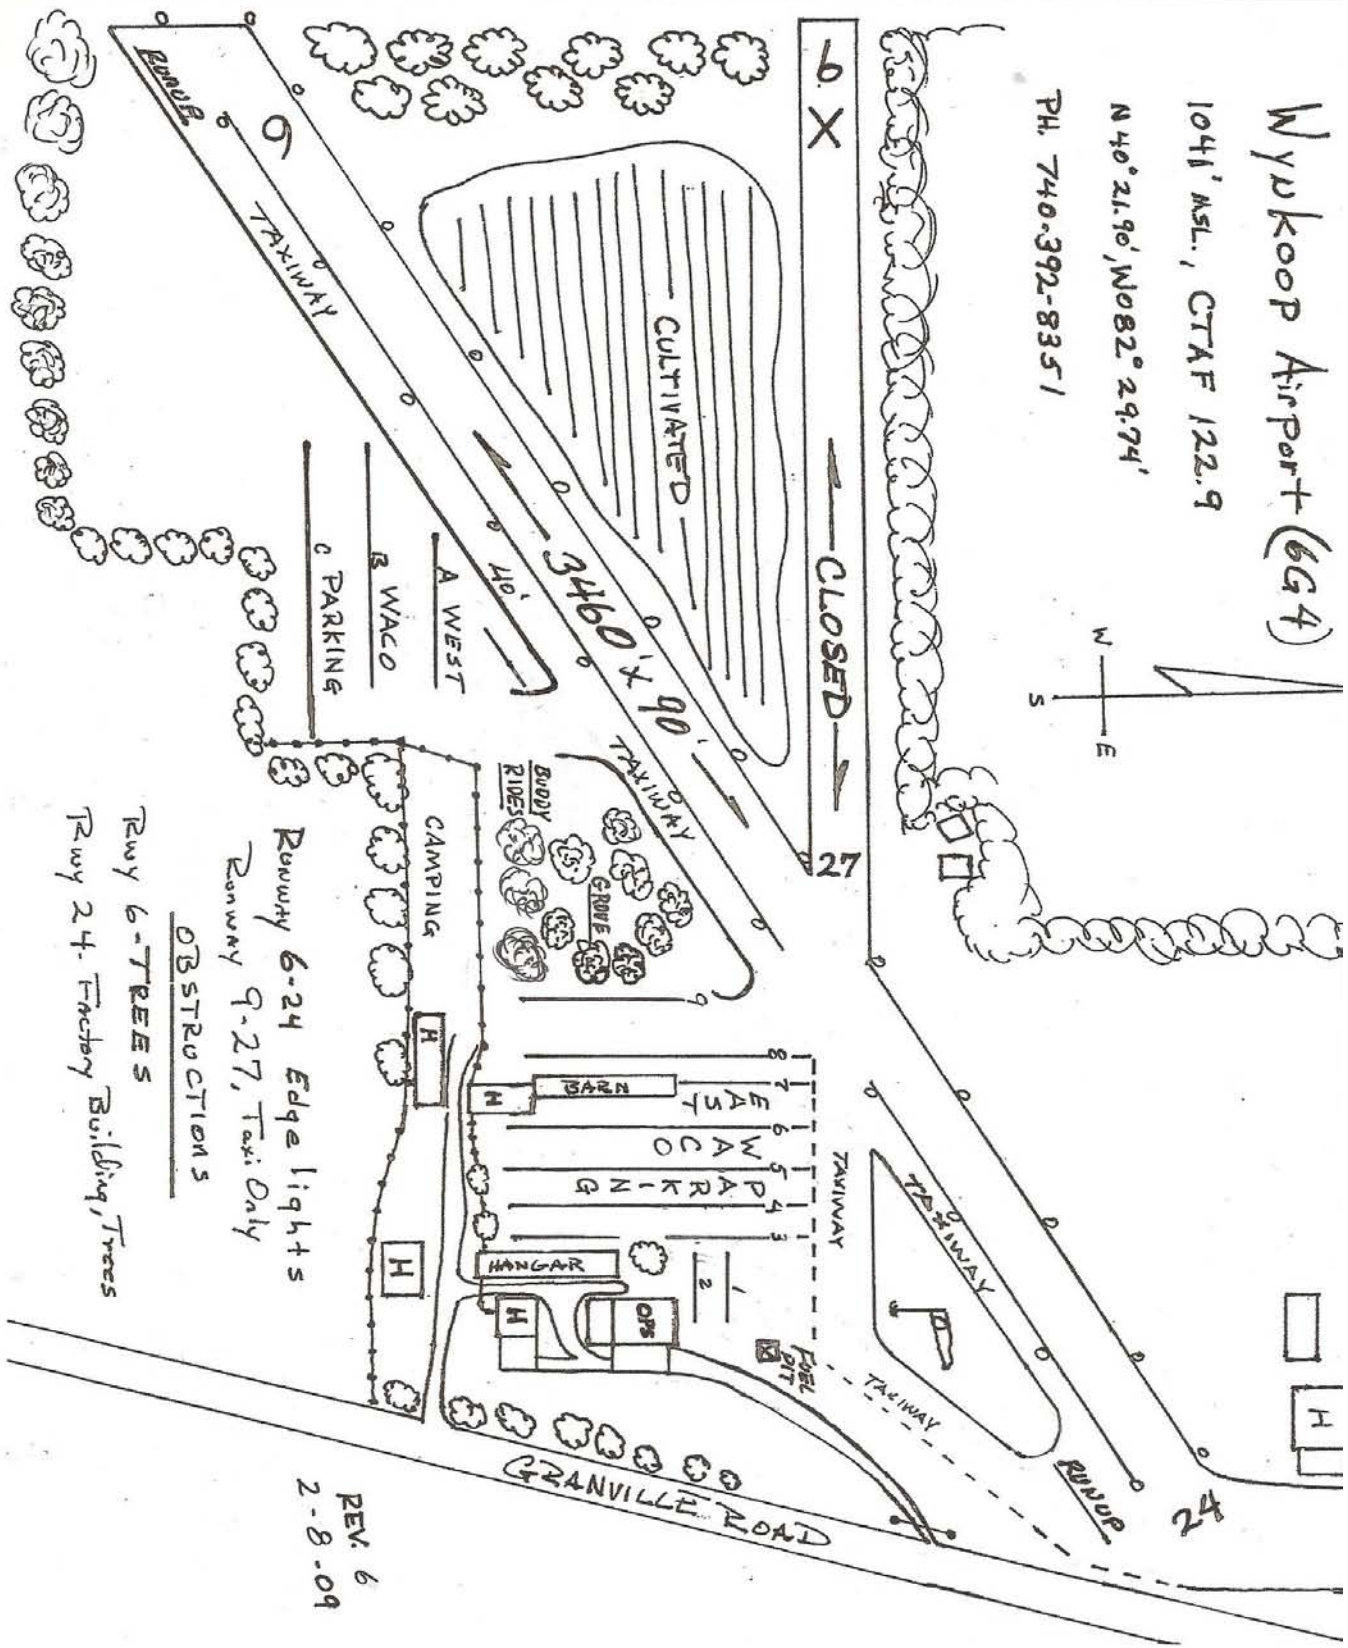 Wynkoop Airport (6G4)
1041' MSL., CTAF 122.9
N 40° 21.90', W082° 29.74'
PH. 740-392-8351
W
E
S
9
X
CLOSED
27
CULTIVATED
6
RUNUP
TAXIWAY
3460' X 90'
40'
A WEST
B WACO
C PARKING
TAXIWAY
BUDDY
RIDES
GROVE
CAMPING
H
H
BARN
9
8
7
6
5
4
3
2
1
EAST
WACO
PARKING
TAXIWAY
TAXIWAY
TAXIWAY
HANGAR
H
OPS
H
FUEL
PIT
RUNUP
24
H
GRANVILLE ROAD
Runway 6-24 Edge lights
Runway 9-27, Taxi Only
OBSTRUCTIONS
Rwy 6-TREES
Rwy 24- Factory Building, Trees
REV. 6
2-8-09